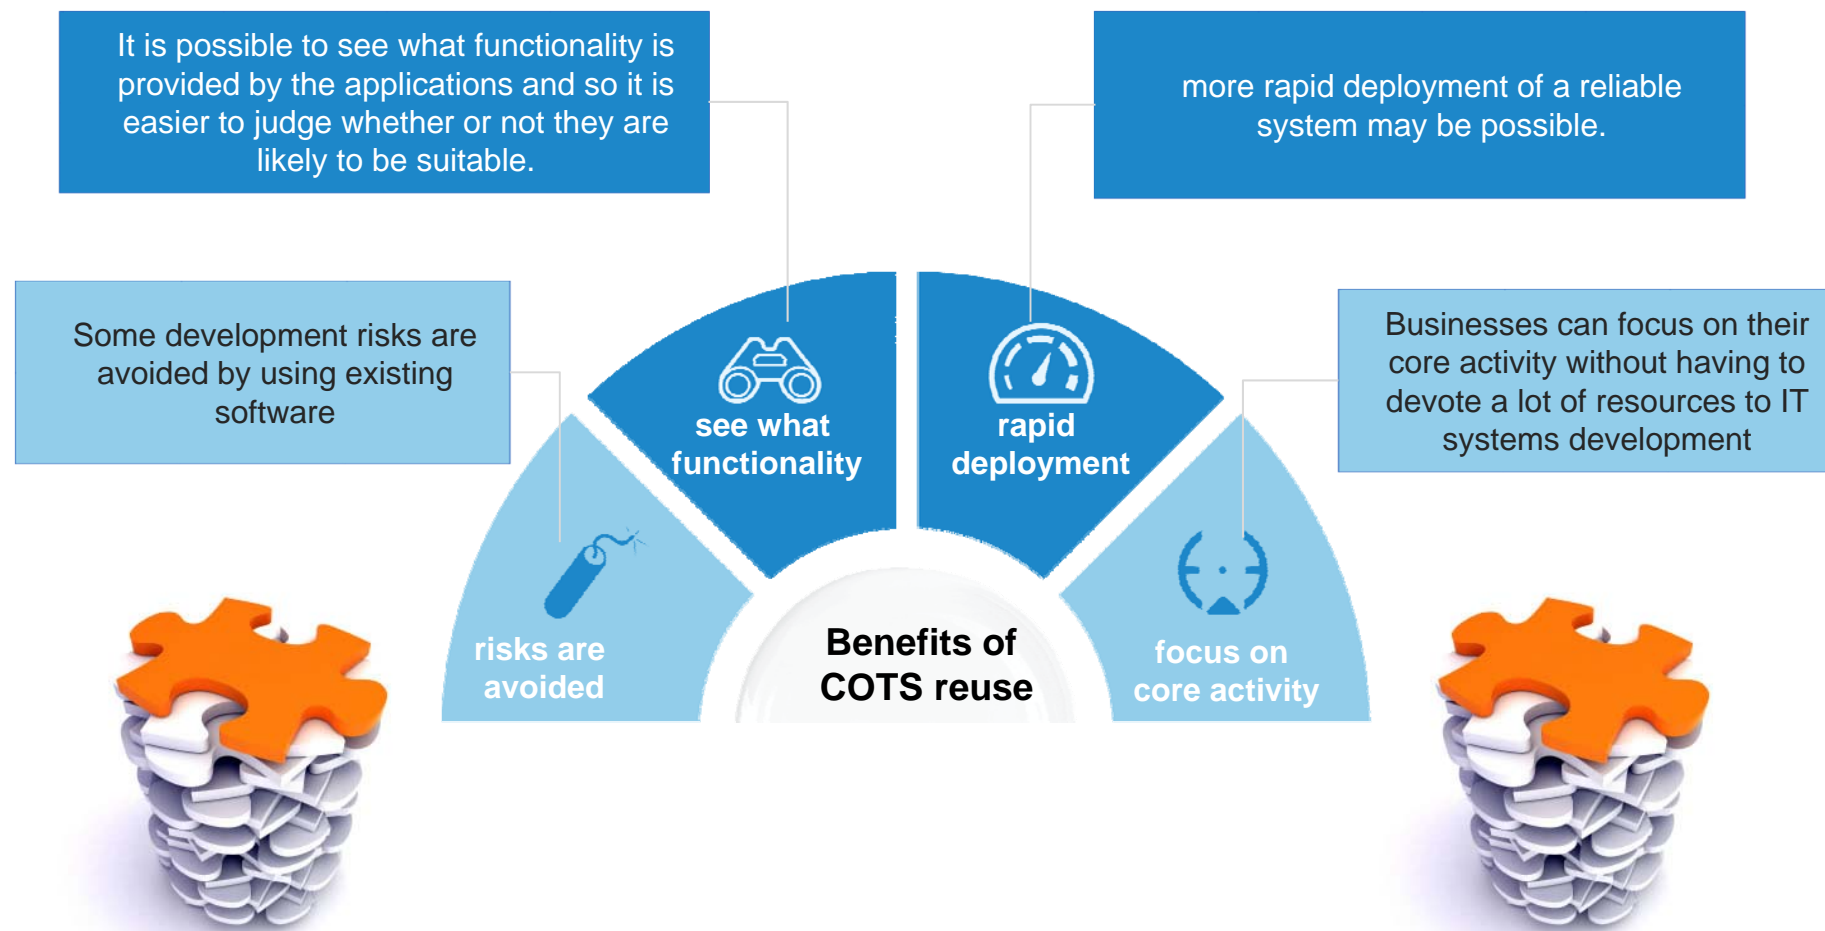 It is possible to see what functionality is
provided by the applications and so it is
easier to judge whether or not they are
likely to be suitable.
more rapid deployment of a reliable
system may be possible.
Some development risks are
avoided by using existing
software
Businesses can focus on their
core activity without having to
devote a lot of resources to IT
systems development
see what
functionality
rapid
deployment
risks are
avoided
Benefits of
COTS reuse
focus on
core activity